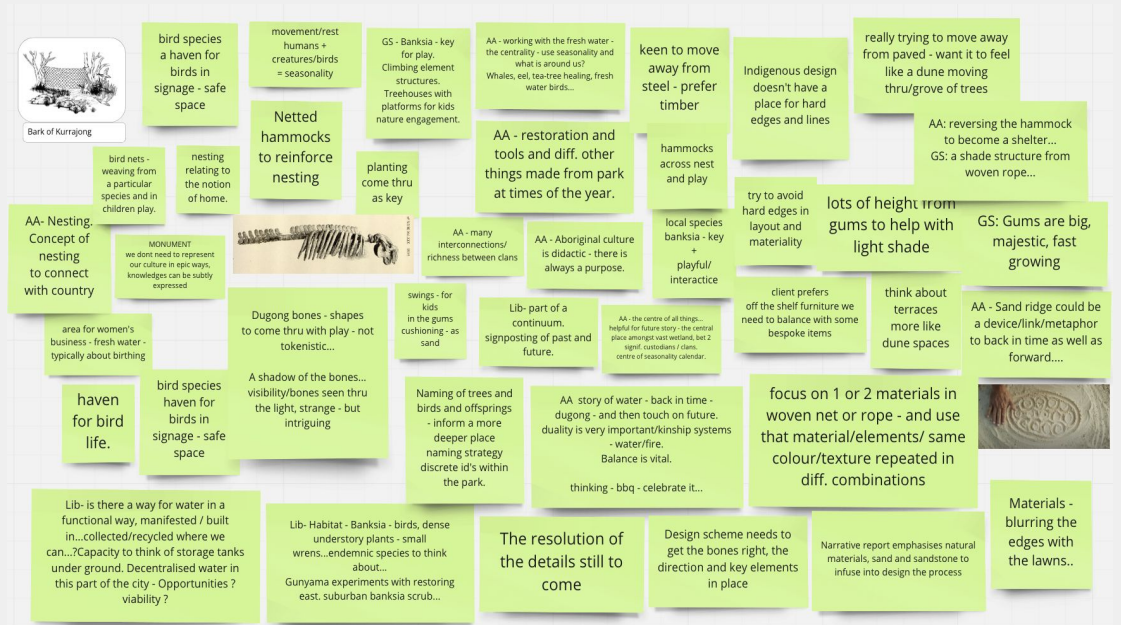 Bark of Kurrajong
bird species
a haven for
birds in
signage - safe
space
movement/rest
humans +
creatures/birds
= seasonality
GS - Banksia - key
for play.
Climbing element
structures.
Treehouses with
platforms for kids
nature engagement.
AA - working with the fresh water -
the centrality - use seasonality and
what is around us?
Whales, eel, tea-tree healing, fresh
water birds...
keen to move
away from
steel - prefer
timber
Indigenous design
doesn't have a
place for hard
edges and lines
really trying to move away
from paved - want it to feel
like a dune moving
thru/grove of trees
Netted
hammocks
to reinforce
nesting
AA - restoration and
tools and diff. other
things made from park
at times of the year.
hammocks
across nest
and play
AA: reversing the hammock
to become a shelter...
GS: a shade structure from
woven rope...
bird nets -
weaving from
a particular
species and in
children play.
nesting
relating to
the notion
of home.
planting
come thru
as key
try to avoid
hard edges in
layout and
materiality
lots of height from
gums to help with
light shade
GS: Gums are big,
majestic, fast
growing
AA- Nesting.
Concept of
nesting
to connect
with country
MONUMENT
we dont need to represent
our culture in epic ways,
knowledges can be subtly
expressed
AA - many
interconnections/
richness between clans
AA - Aboriginal culture
is didactic - there is
always a purpose.
local species
banksia - key
+
playful/
interactice
client prefers
off the shelf furniture we
need to balance with some
bespoke items
think about
terraces
more like
dune spaces
AA - Sand ridge could be
a device/link/metaphor
to back in time as well as
forward....
area for women's
business - fresh water -
typically about birthing
Dugong bones - shapes
to come thru with play - not
tokenistic...
A shadow of the bones...
visibility/bones seen thru
the light, strange - but
intriguing
swings - for
kids
in the gums
cushioning - as
sand
Lib- part of a
continuum.
signposting of past and
future.
AA - the centre of all things...
helpful for future story - the central
place amongst vast wetland, bet 2
signif. custodians / clans.
centre of seasonality calendar.
haven
for bird
life.
bird species
haven for
birds in
signage - safe
space
Naming of trees and
birds and offsprings
- inform a more
deeper place
naming strategy
discrete id's within
the park.
AA  story of water - back in time -
dugong - and then touch on future.
duality is very important/kinship systems
- water/fire.
Balance is vital.
thinking - bbq - celebrate it...
focus on 1 or 2 materials in
woven net or rope - and use
that material/elements/ same
colour/texture repeated in
diff. combinations
Lib- is there a way for water in a
functional way, manifested / built
in...collected/recycled where we
can...?Capacity to think of storage tanks
under ground. Decentralised water in
this part of the city - Opportunities ?
viability ?
Lib- Habitat - Banksia - birds, dense
understory plants - small
wrens...endemnic species to think
about...
Gunyama experiments with restoring
east. suburban banksia scrub...
The resolution of
the details still to
come
Design scheme needs to
get the bones right, the
direction and key elements
in place
Narrative report emphasises natural
materials, sand and sandstone to
infuse into design the process
Materials -
blurring the
edges with
the lawns..